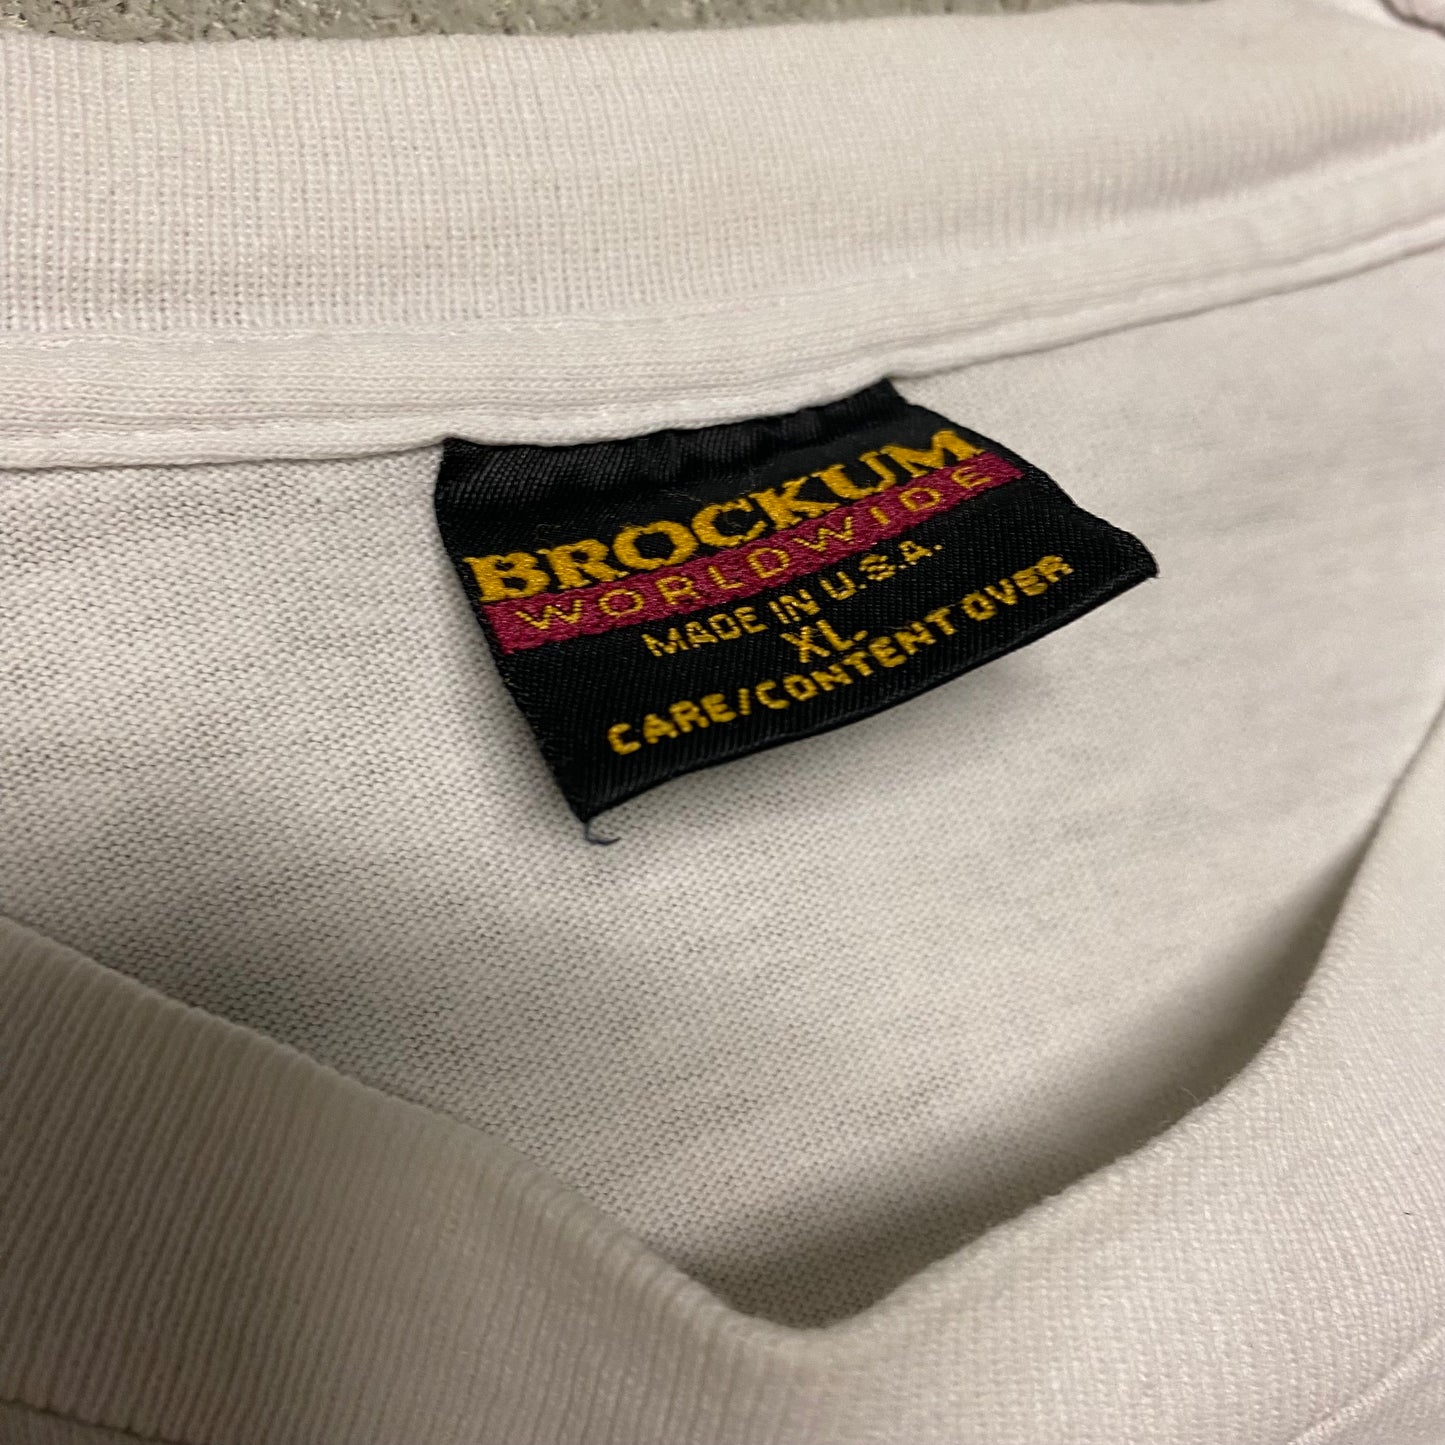 BROCKUM
WORLDWIDE
MADE IN U.S.A.
XL
CARE/CONTENT OVER